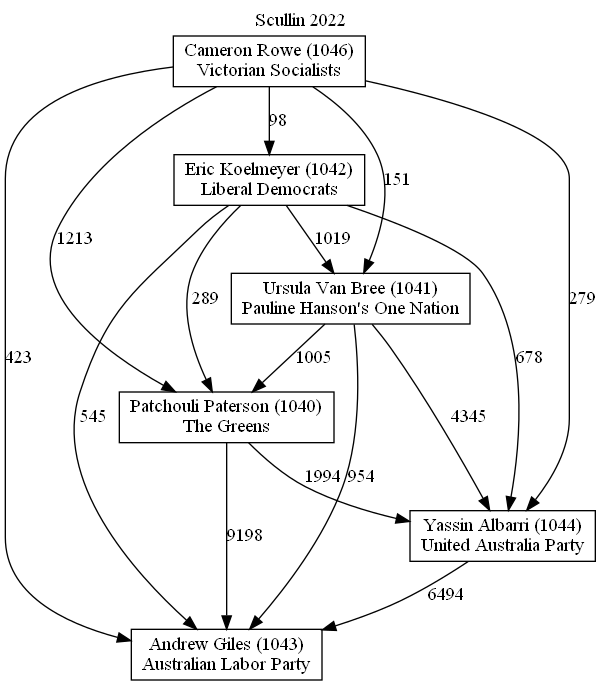 Scullin 2022
Cameron Rowe (1046)
Victorian Socialists
98
Eric Koelmeyer (1042)
Liberal Democrats
151
1213
1019
Ursula Van Bree (1041)
Pauline Hanson's One Nation
289
279
423
678
1005
Patchouli Paterson (1040)
The Greens
545
4345
1994
954
9198
Yassin Albarri (1044)
United Australia Party
6494
Andrew Giles (1043)
Australian Labor Party